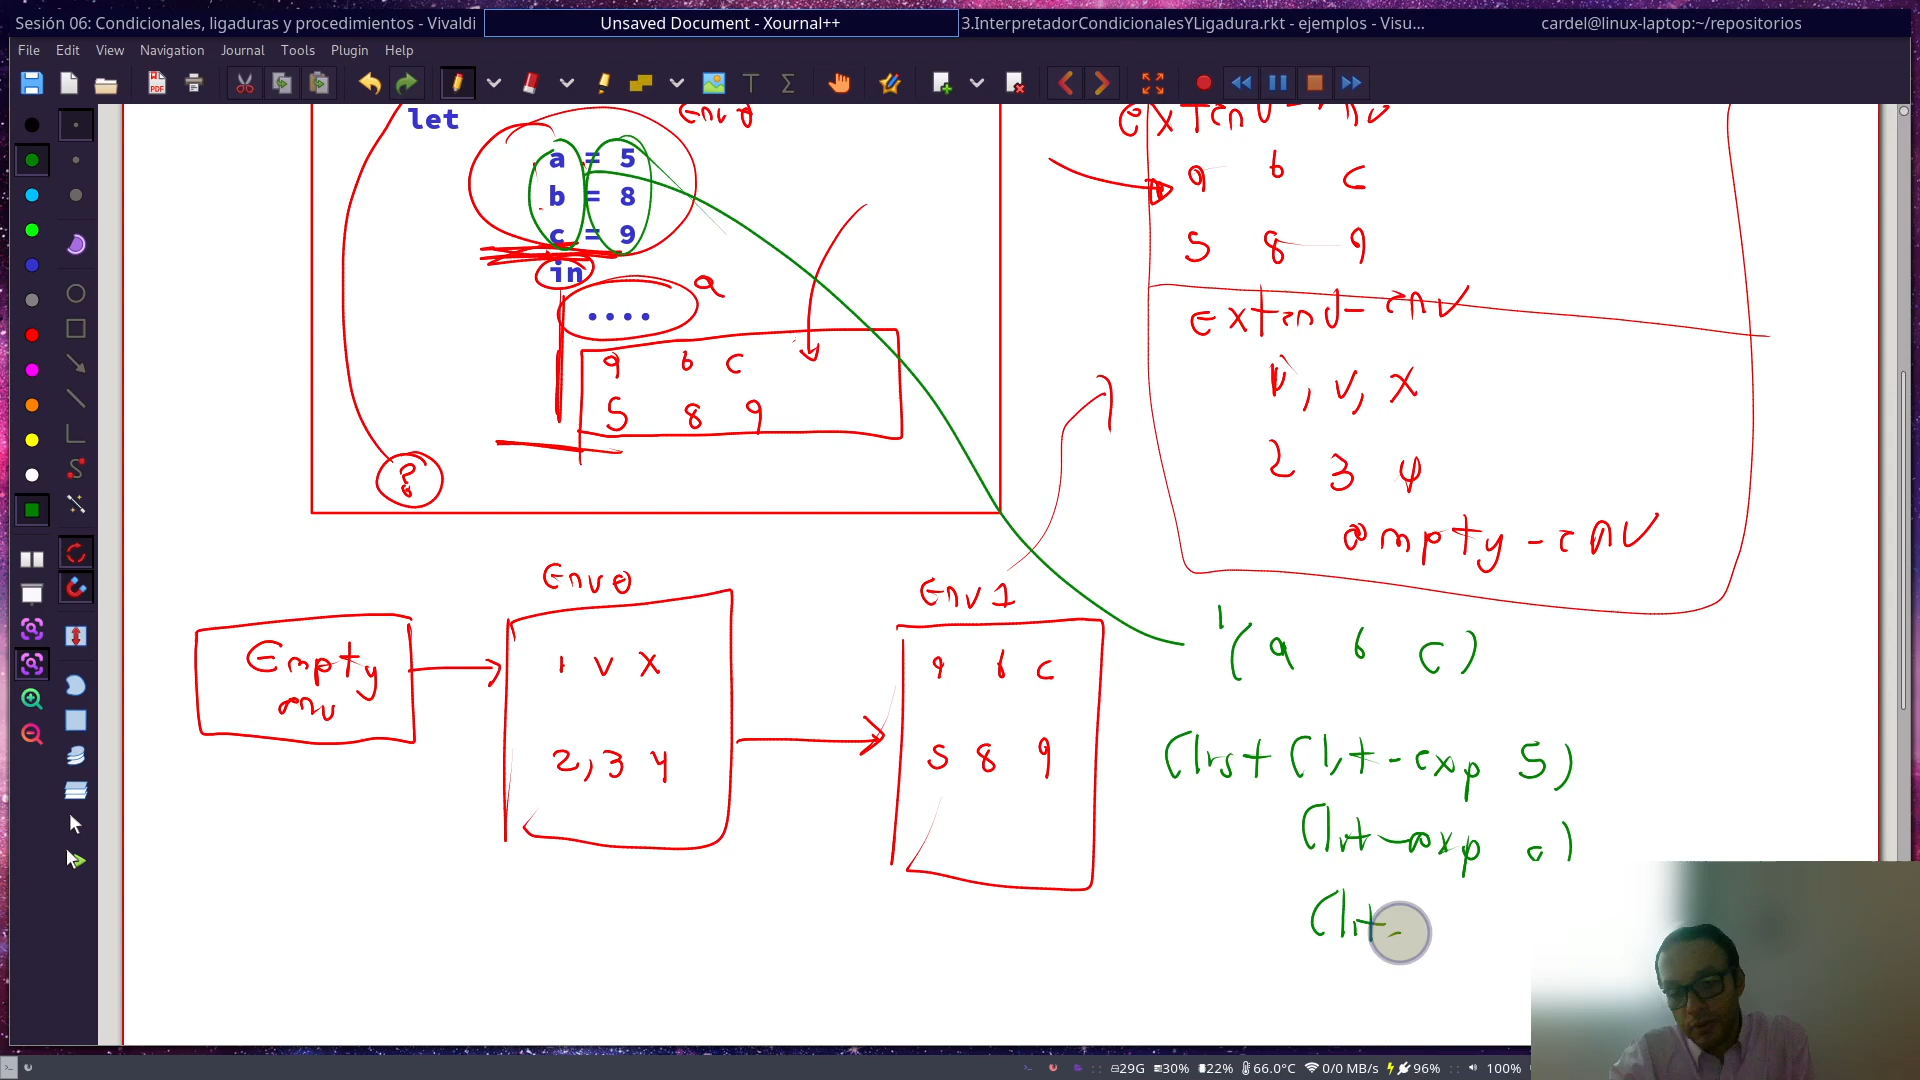 Sesión 06: Condicionales, ligaduras y procedimientos - Vivaldi
Unsaved Document - Xournal++
3.InterpretadorCondicionalesYLigadura.rkt - ejemplos - Visu...
cardel@linux-laptop:~/repositorios
File Edit View Navigation Journal Tools Plugin Help
let
a = 5
b = 8
c = 9
in
....
a
a b c
5 8 9
extend-env
a b c
5 8 9
extend-env
, v, x
2 3 4
empty-env
Env0
Env1
Empty
env
v x
2, 3 4
a b c
5 8 9
'(a b c)
(list (lit-exp 5)
(lit-exp
(lit-
29G 30% 22% 66.0°C 0/0 MB/s 96% 100%